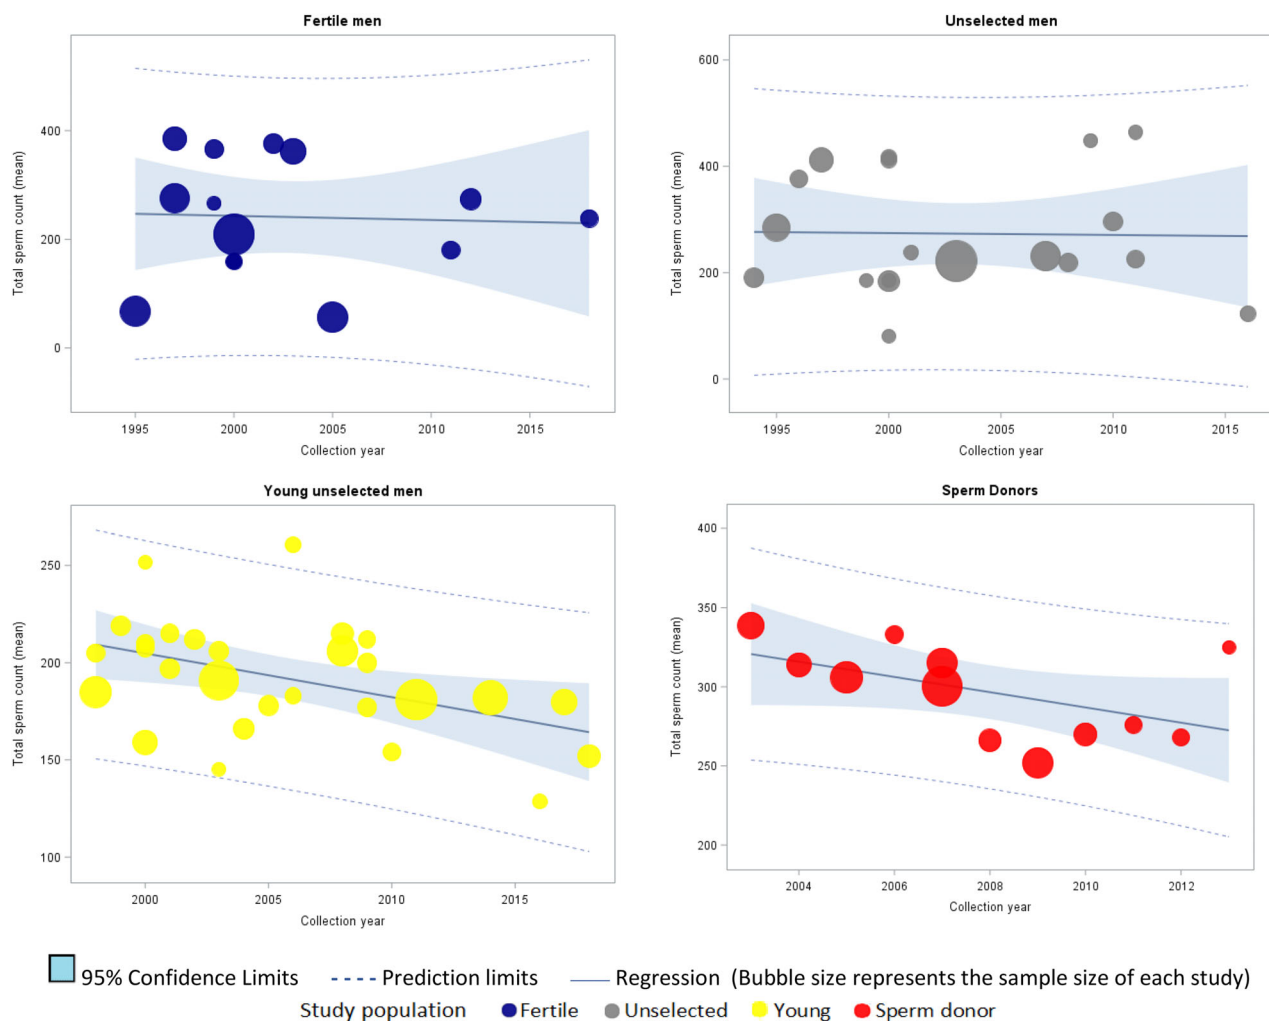 Fertile men
Total sperm count (mean)
400
200
0
1995 2000 2005 2010 2015
Collection year
Unselected men
Total sperm count (mean)
600
400
200
0
1995 2000 2005 2010 2015
Collection year
Young unselected men
Total sperm count (mean)
250
200
150
100
2000 2005 2010 2015
Collection year
Sperm Donors
Total sperm count (mean)
400
350
300
250
200
2004 2006 2008 2010 2012
Collection year
95% Confidence Limits Prediction limits Regression (Bubble size represents the sample size of each study)
Study population Fertile Unselected Young Sperm donor